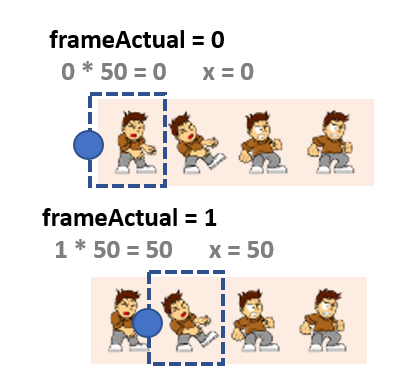 frameActual = 0
0 * 50 = 0 x = 0
frameActual = 1
1 * 50 = 50 x = 50